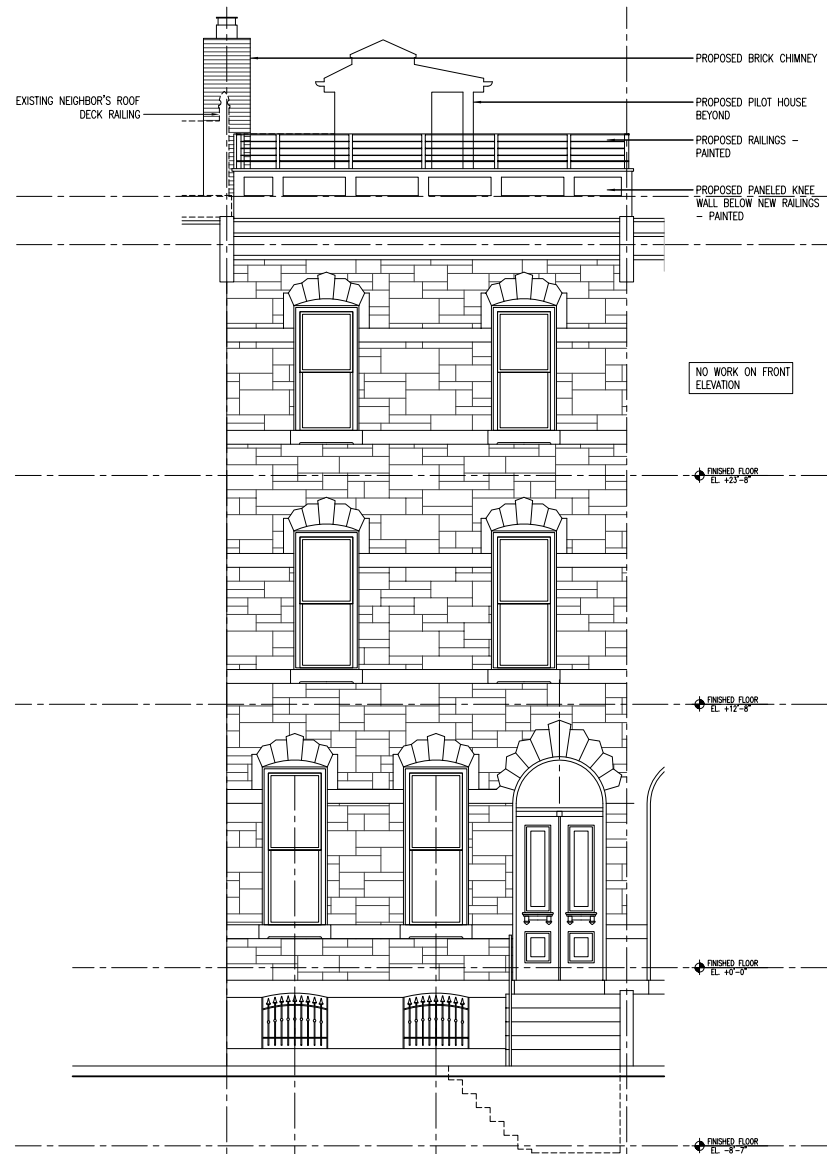 PROPOSED BRICK CHIMNEY
EXISTING NEIGHBOR'S ROOF
DECK RAILING
PROPOSED PILOT HOUSE
BEYOND
PROPOSED RAILINGS -
PAINTED
PROPOSED PANELED KNEE
WALL BELOW NEW RAILINGS
- PAINTED
NO WORK ON FRONT
ELEVATION
FINISHED FLOOR
EL. +23'-8"
FINISHED FLOOR
EL. +12'-8"
FINISHED FLOOR
EL. +0'-0"
FINISHED FLOOR
EL. -8'-7"